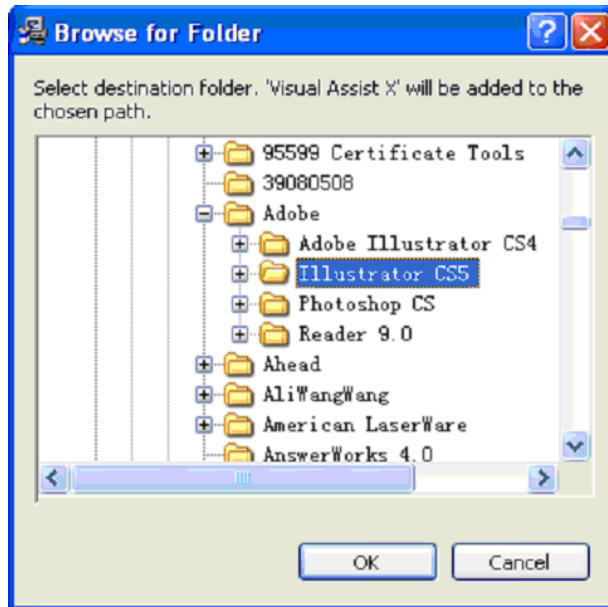 Browse for Folder
Select destination folder. 'Visual Assist X' will be added to the
chosen path.
95599 Certificate Tools
39080508
Adobe
Adobe Illustrator CS4
Illustrator CS5
Photoshop CS
Reader 9.0
Ahead
AliWangWang
American LaserWare
AnswerWorks 4.0
OK Cancel